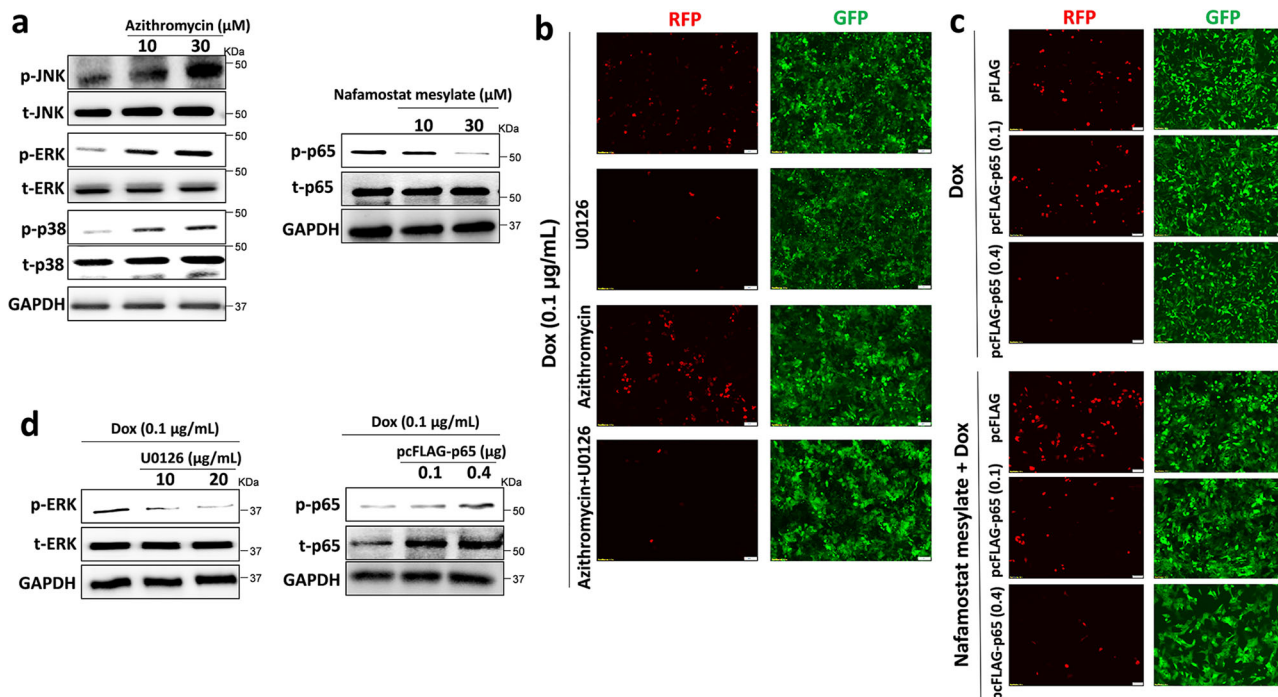 a
Azithromycin (μM)
10 30 KDa
p-JNK 50
t-JNK 50
p-ERK 50
t-ERK
p-p38 50
t-p38 50
GAPDH 37
Nafamostat mesylate (μM)
10 30 KDa
p-p65 50
t-p65 50
GAPDH 37
b
RFP GFP
Dox (0.1 μg/mL)
U0126
Azithromycin
Azithromycin+U0126
c
RFP GFP
Dox
pFLAG
pcFLAG-p65 (0.1)
pcFLAG-p65 (0.4)
Nafamostat mesylate + Dox
pcFLAG
pcFLAG-p65 (0.1)
pcFLAG-p65 (0.4)
d
Dox (0.1 μg/mL)
U0126 (μg/mL)
10 20 KDa
p-ERK 37
t-ERK 37
GAPDH 37
Dox (0.1 μg/mL)
pcFLAG-p65 (μg)
0.1 0.4 KDa
p-p65 50
t-p65 50
GAPDH 37